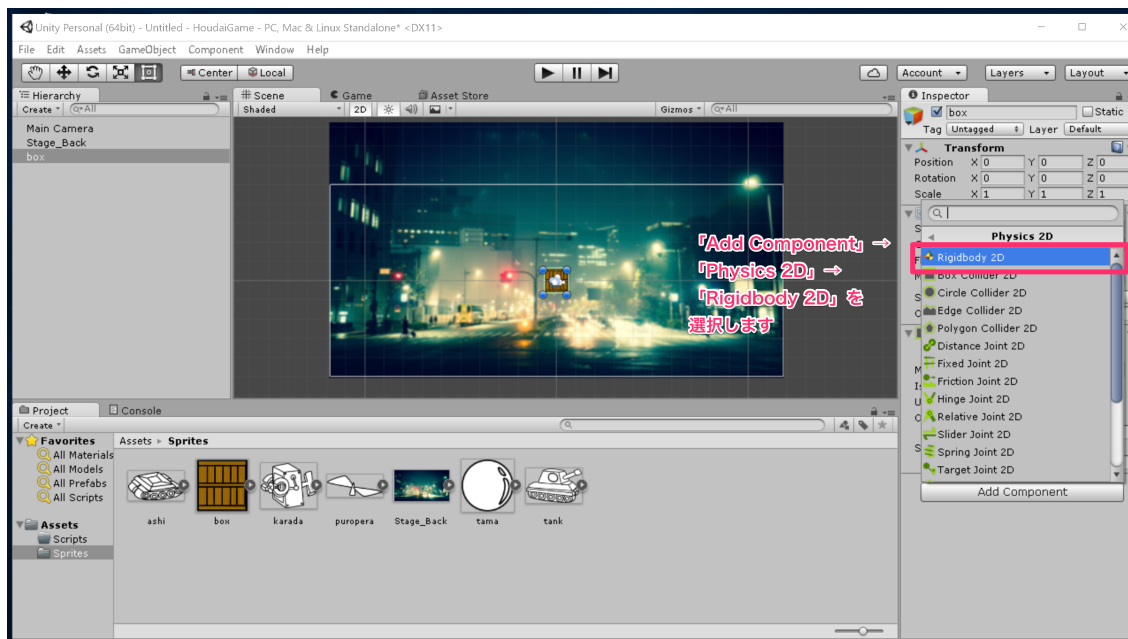 Unity Personal (64bit) - Untitled - HoudaiGame - PC, Mac & Linux Standalone* <DX11>
File Edit Assets GameObject Component Window Help
Center Local Account Layers Layout
Hierarchy
Create All
Main Camera
Stage_Back
box
Scene Game Asset Store
Shaded 2D Gizmos All
「Add Component」→
「Physics 2D」→
「Rigidbody 2D」を
選択します
Inspector
box Static
Tag Untagged Layer Default
Transform
Position X 0 Y 0 Z 0
Rotation X 0 Y 0 Z 0
Scale X 1 Y 1 Z 1
Physics 2D
Rigidbody 2D
Box Collider 2D
Circle Collider 2D
Edge Collider 2D
Polygon Collider 2D
Distance Joint 2D
Fixed Joint 2D
Friction Joint 2D
Hinge Joint 2D
Relative Joint 2D
Slider Joint 2D
Spring Joint 2D
Target Joint 2D
Add Component
Project Console
Create
Favorites
All Materials
All Models
All Prefabs
All Scripts
Assets
Scripts
Sprites
Assets ▸ Sprites
ashi box karada puropera Stage_Back tama tank